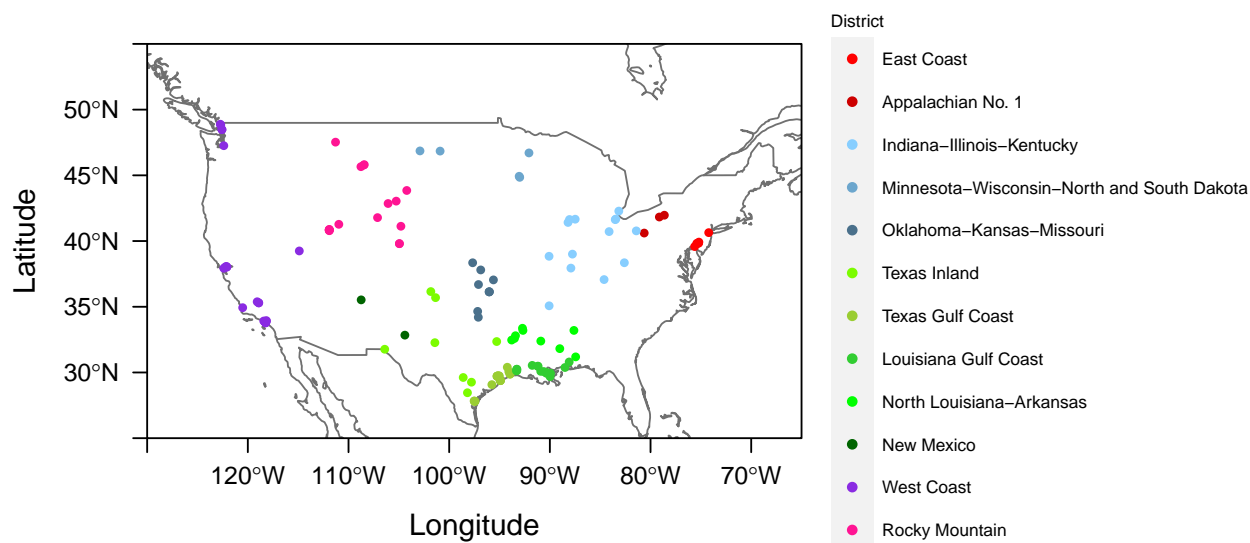 District
East Coast
Appalachian No. 1
Indiana−Illinois−Kentucky
Minnesota−Wisconsin−North and South Dakota
Oklahoma−Kansas−Missouri
Texas Inland
Texas Gulf Coast
Louisiana Gulf Coast
North Louisiana−Arkansas
New Mexico
West Coast
Rocky Mountain
Latitude
50°N
45°N
40°N
35°N
30°N
120°W 110°W 100°W 90°W 80°W 70°W
Longitude